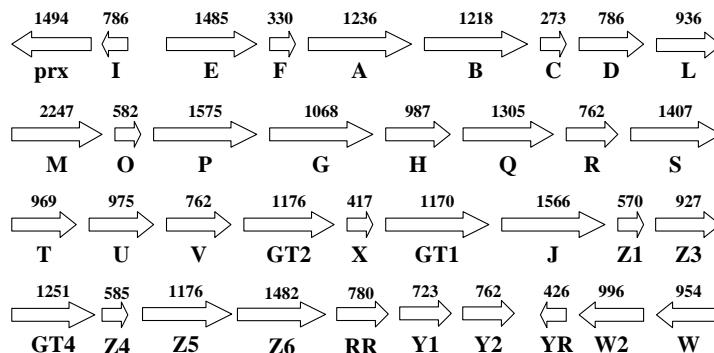 1494 786 1485 330 1236 1218 273 786 936
prx I E F A B C D L
2247 582 1575 1068 987 1305 762 1407
M O P G H Q R S
969 975 762 1176 417 1170 1566 570 927
T U V GT2 X GT1 J Z1 Z3
1251 585 1176 1482 780 723 762 426 996 954
GT4 Z4 Z5 Z6 RR Y1 Y2 YR W2 W